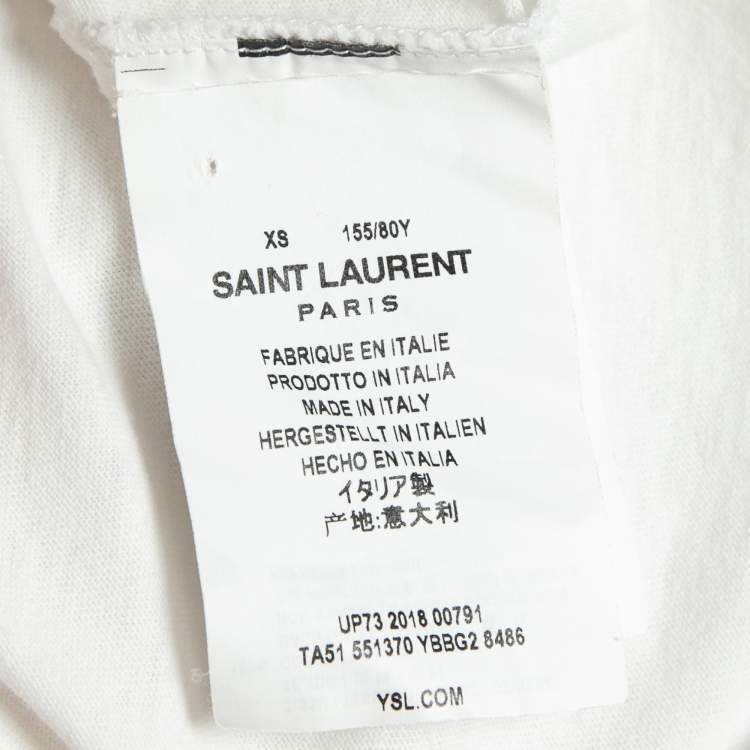 XS 155/80Y
SAINT LAURENT
PARIS
FABRIQUE EN ITALIE
PRODOTTO IN ITALIA
MADE IN ITALY
HERGESTELLT IN ITALIEN
HECHO EN ITALIA
イタリア製
产地:意大利
UP73 2018 00791
TA51 551370 YBBG2 8486
YSL.COM